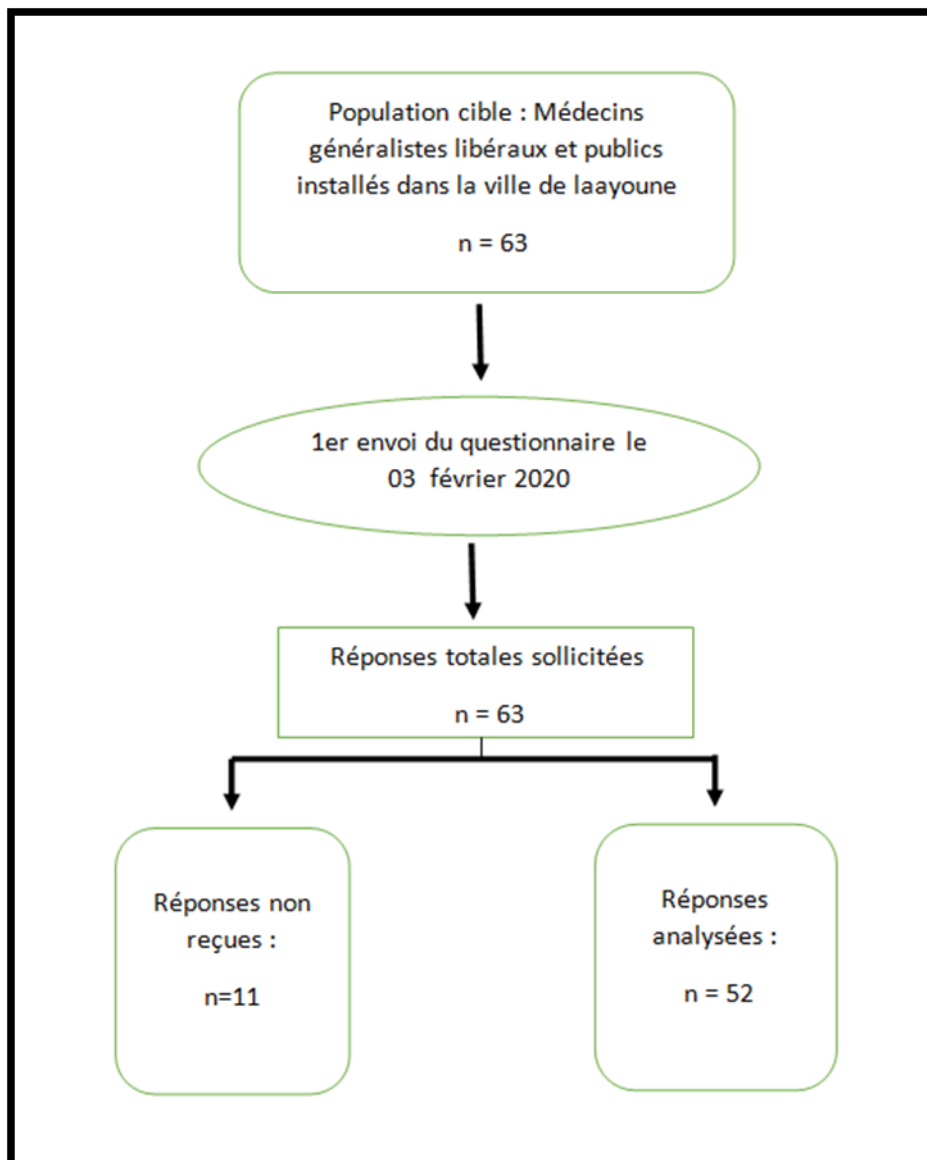 Population cible : Médecins
généralistes libéraux et publics
installés dans la ville de laayoune
n = 63
1er envoi du questionnaire le
03 février 2020
Réponses totales sollicitées
n = 63
Réponses non
reçues :
n=11
Réponses
analysées :
n = 52